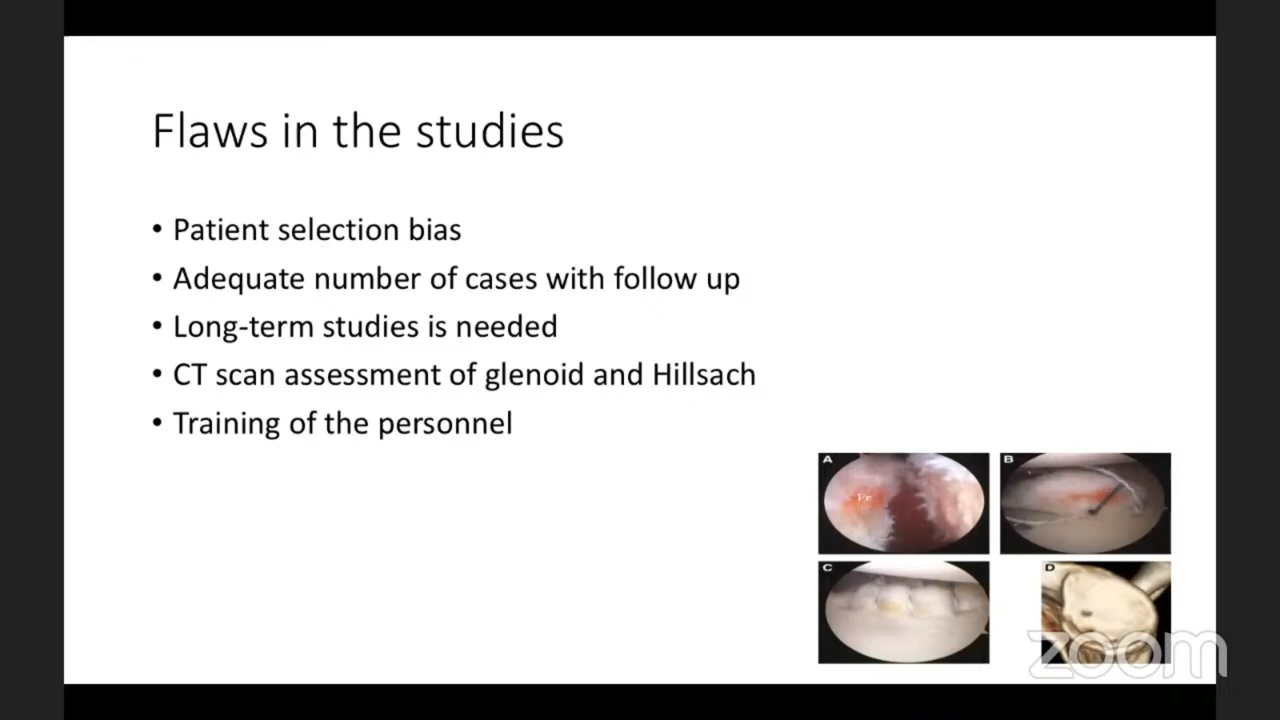 Flaws in the studies
• Patient selection bias
• Adequate number of cases with follow up
• Long-term studies is needed
• CT scan assessment of glenoid and Hillsach
• Training of the personnel
A
B
Fr
C
D
zoom